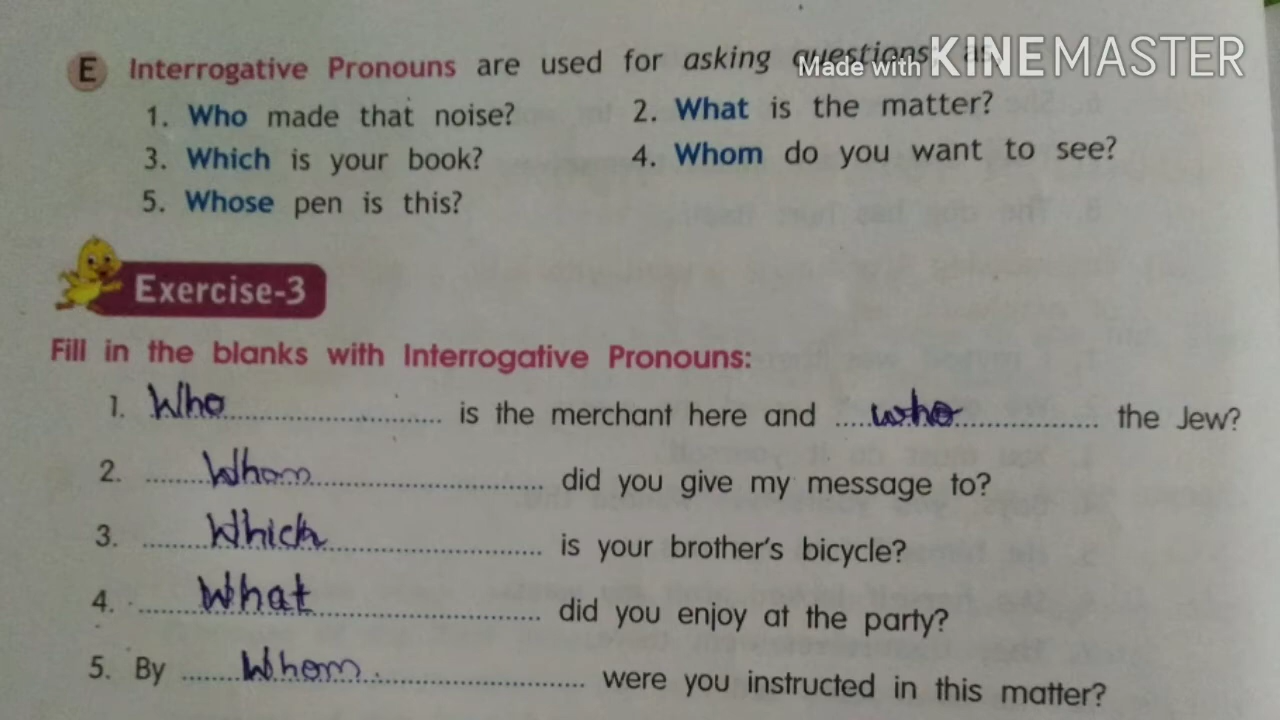 E Interrogative Pronouns are used for asking questions, as
Made with KINEMASTER
1. Who made that noise? 2. What is the matter?
3. Which is your book? 4. Whom do you want to see?
5. Whose pen is this?
Exercise-3
Fill in the blanks with Interrogative Pronouns:
1. Who is the merchant here and who the Jew?
2. Whom did you give my message to?
3. Which is your brother's bicycle?
4. What did you enjoy at the party?
5. By Whom were you instructed in this matter?